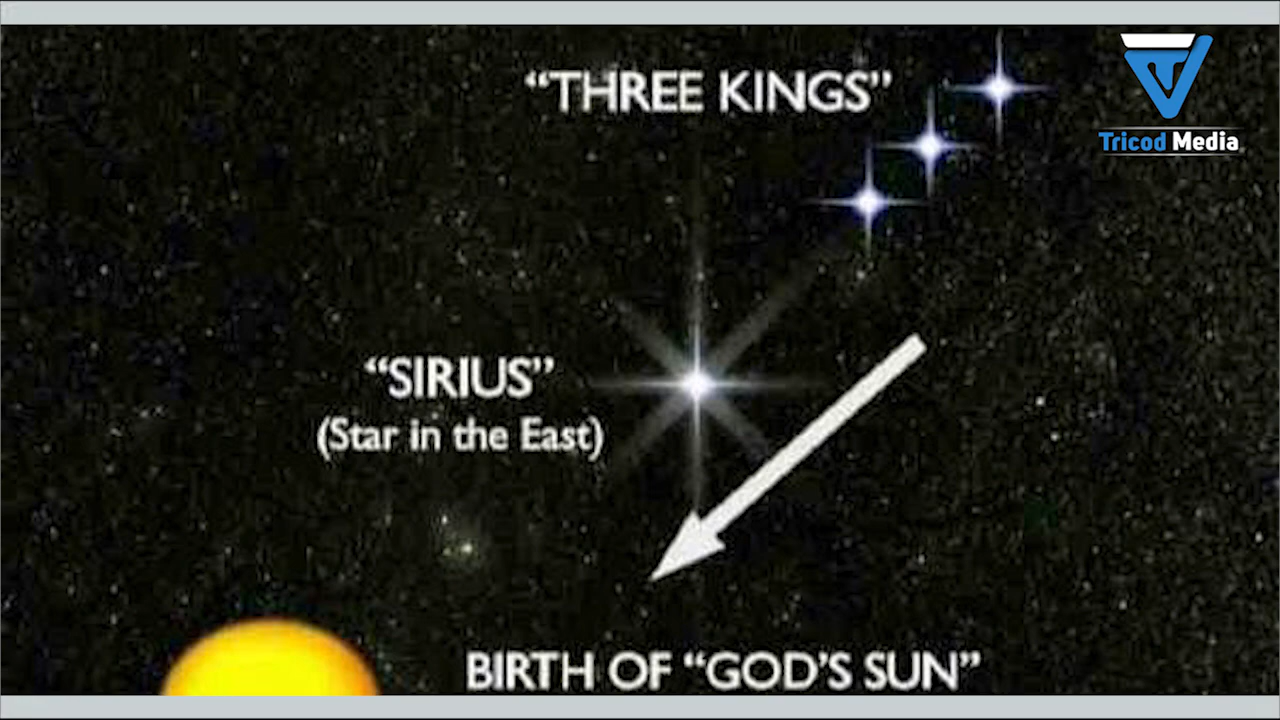 “THREE KINGS”
Tricod Media
“SIRIUS”
(Star in the East)
BIRTH OF “GOD’S SUN”